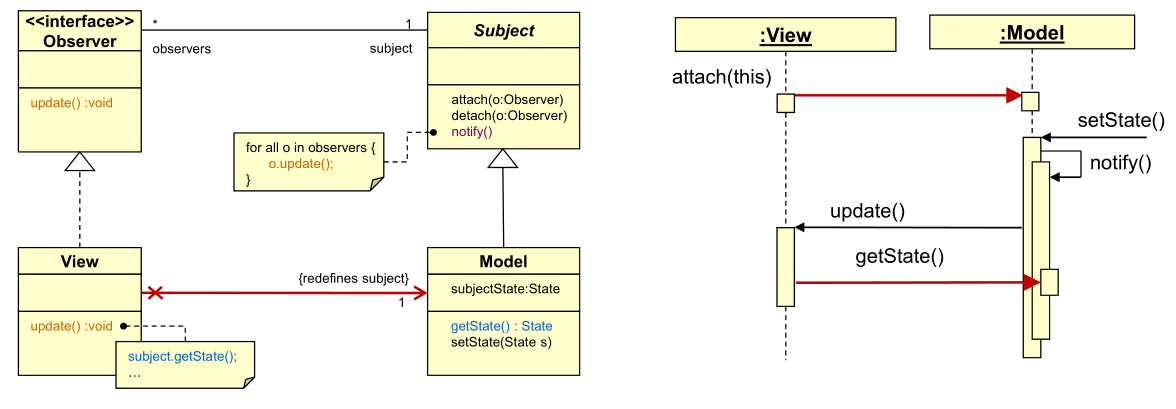 <<interface>>
Observer
update() :void
*
observers
1
subject
Subject
attach(o:Observer)
detach(o:Observer)
notify()
for all o in observers {
o.update();
}
View
update() :void
subject.getState();
...
{redefines subject}
1
Model
subjectState:State
getState() : State
setState(State s)
:View
:Model
attach(this)
setState()
notify()
update()
getState()